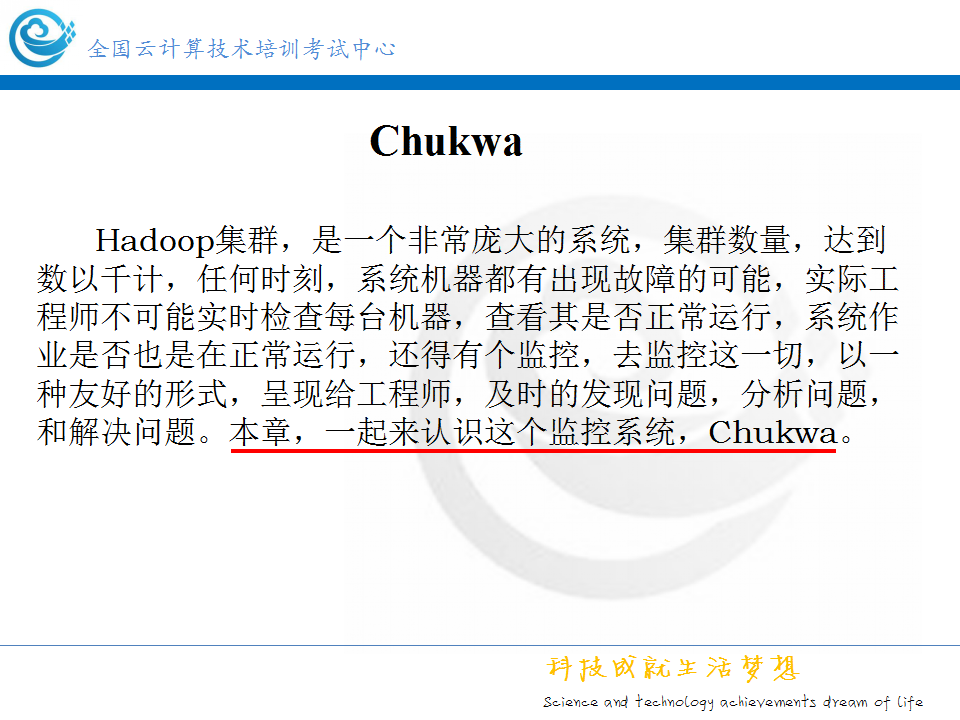 全国云计算技术培训考试中心
Chukwa
Hadoop集群，是一个非常庞大的系统，集群数量，达到
数以千计，任何时刻，系统机器都有出现故障的可能，实际工
程师不可能实时检查每台机器，查看其是否正常运行，系统作
业是否也是在正常运行，还得有个监控，去监控这一切，以一
种友好的形式，呈现给工程师，及时的发现问题，分析问题，
和解决问题。本章，一起来认识这个监控系统，Chukwa。
科技成就生活梦想
Science and technology achievements dream of life